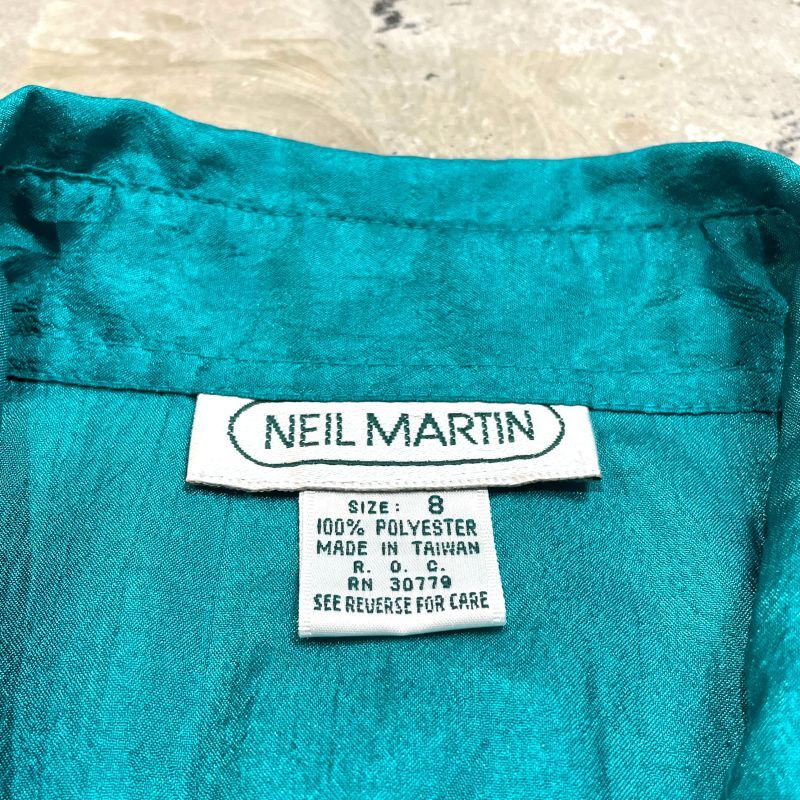 NEIL MARTIN
SIZE: 8
100% POLYESTER
MADE IN TAIWAN
R. O. C.
RN 30779
SEE REVERSE FOR CARE